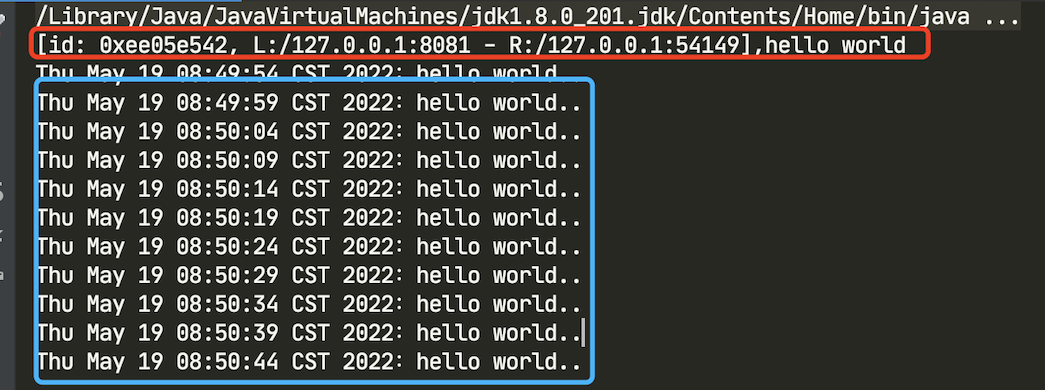 /Library/Java/JavaVirtualMachines/jdk1.8.0_201.jdk/Contents/Home/bin/java ...
[id: 0xee05e542, L:/127.0.0.1:8081 - R:/127.0.0.1:54149],hello world
Thu May 19 08:49:54 CST 2022: hello world..
Thu May 19 08:49:59 CST 2022: hello world..
Thu May 19 08:50:04 CST 2022: hello world..
Thu May 19 08:50:09 CST 2022: hello world..
Thu May 19 08:50:14 CST 2022: hello world..
Thu May 19 08:50:19 CST 2022: hello world..
Thu May 19 08:50:24 CST 2022: hello world..
Thu May 19 08:50:29 CST 2022: hello world..
Thu May 19 08:50:34 CST 2022: hello world..
Thu May 19 08:50:39 CST 2022: hello world..
Thu May 19 08:50:44 CST 2022: hello world..